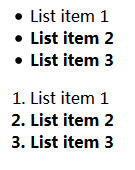 • List item 1
• List item 2
• List item 3
1. List item 1
2. List item 2
3. List item 3